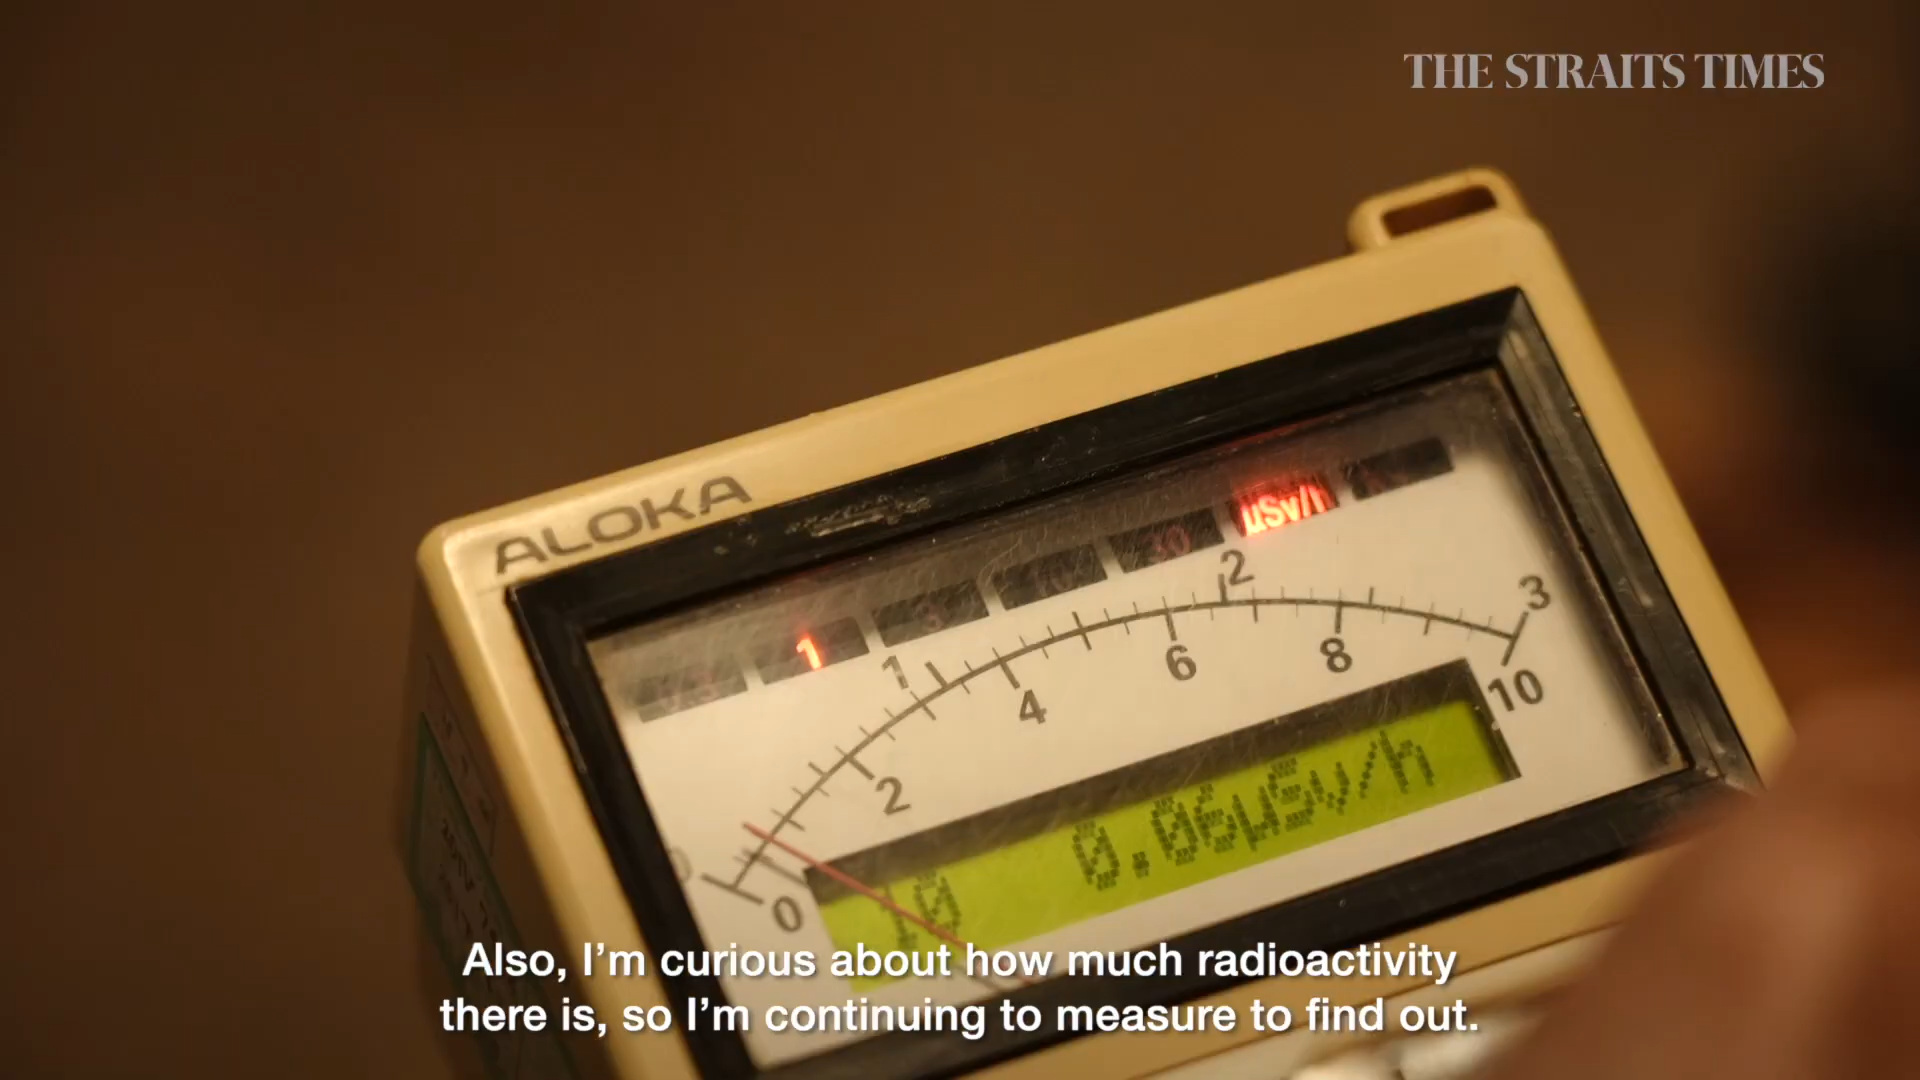 THE STRAITS TIMES
ALOKA
µSv/h
1
1
2
3
0
2
4
6
8
10
10 0.06µSv/h
Also, I'm curious about how much radioactivity
there is, so I'm continuing to measure to find out.